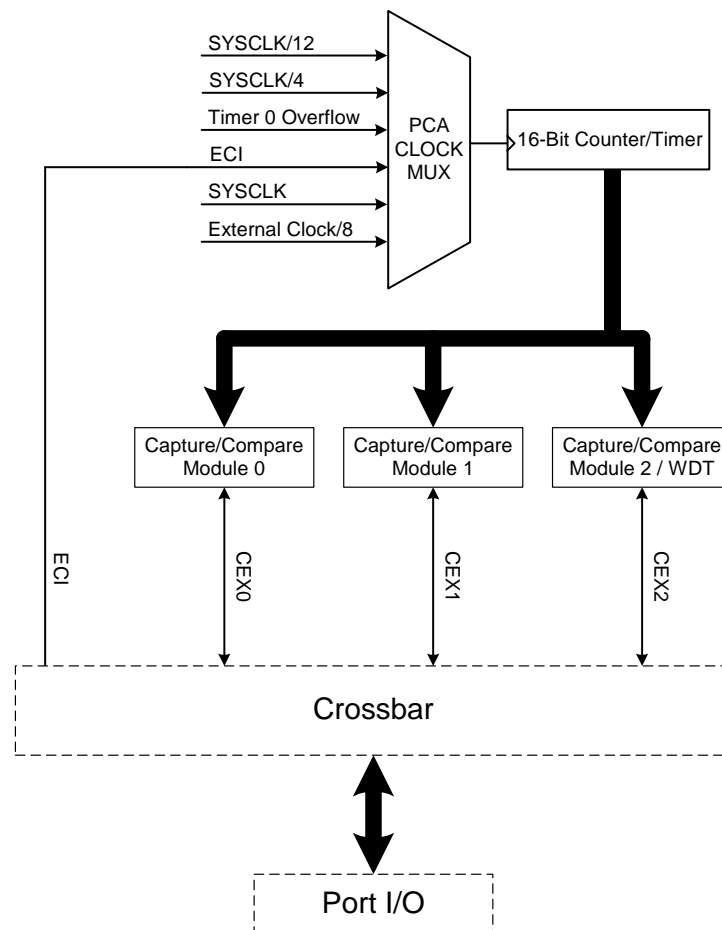 SYSCLK/12
SYSCLK/4
Timer 0 Overflow
ECI
SYSCLK
External Clock/8
PCA
CLOCK
MUX
16-Bit Counter/Timer
Capture/Compare
Module 0
Capture/Compare
Module 1
Capture/Compare
Module 2 / WDT
ECI
CEX0
CEX1
CEX2
Crossbar
Port I/O